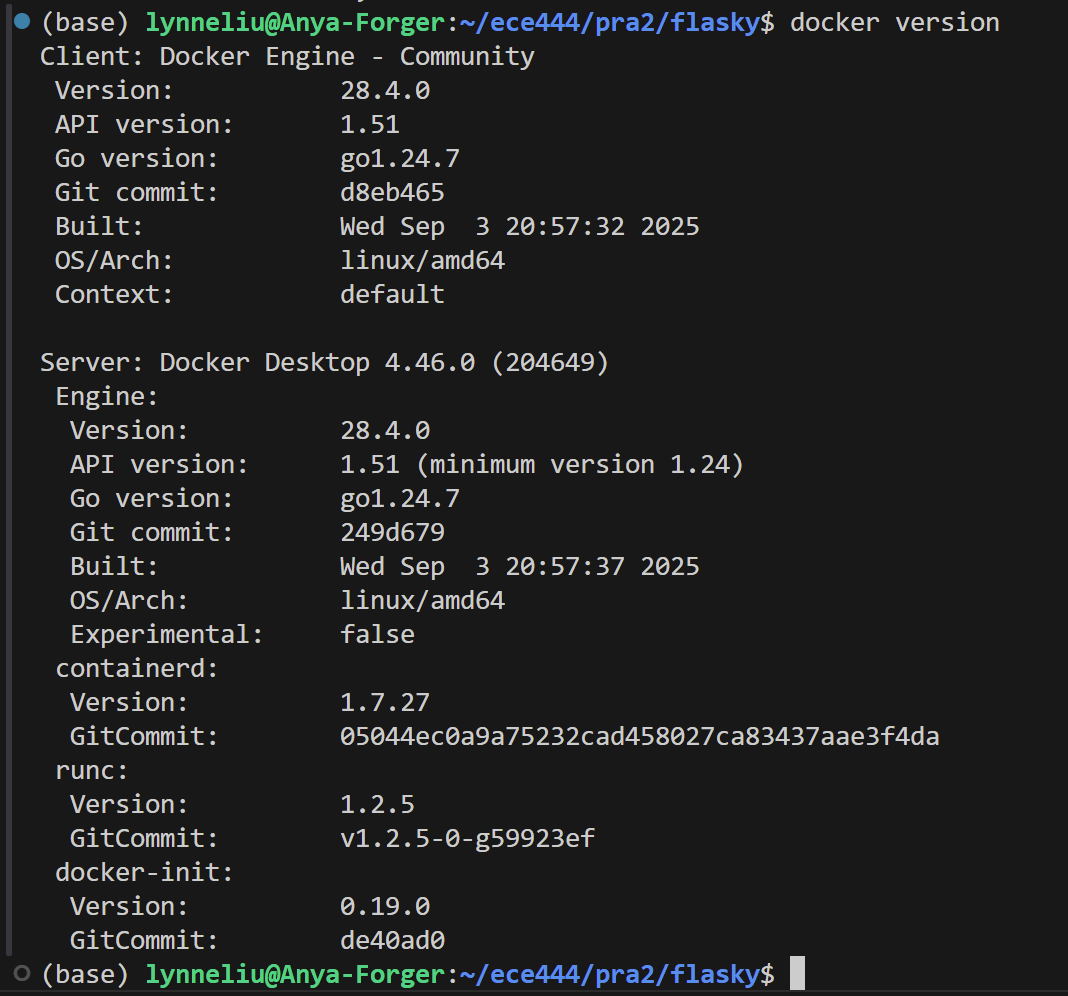 (base) lynneliu@Anya-Forger:~/ece444/pra2/flasky$ docker version
Client: Docker Engine - Community
 Version:           28.4.0
 API version:       1.51
 Go version:        go1.24.7
 Git commit:        d8eb465
 Built:             Wed Sep  3 20:57:32 2025
 OS/Arch:           linux/amd64
 Context:           default

Server: Docker Desktop 4.46.0 (204649)
 Engine:
  Version:          28.4.0
  API version:      1.51 (minimum version 1.24)
  Go version:       go1.24.7
  Git commit:       249d679
  Built:            Wed Sep  3 20:57:37 2025
  OS/Arch:          linux/amd64
  Experimental:     false
 containerd:
  Version:          1.7.27
  GitCommit:        05044ec0a9a75232cad458027ca83437aae3f4da
 runc:
  Version:          1.2.5
  GitCommit:        v1.2.5-0-g59923ef
 docker-init:
  Version:          0.19.0
  GitCommit:        de40ad0
(base) lynneliu@Anya-Forger:~/ece444/pra2/flasky$